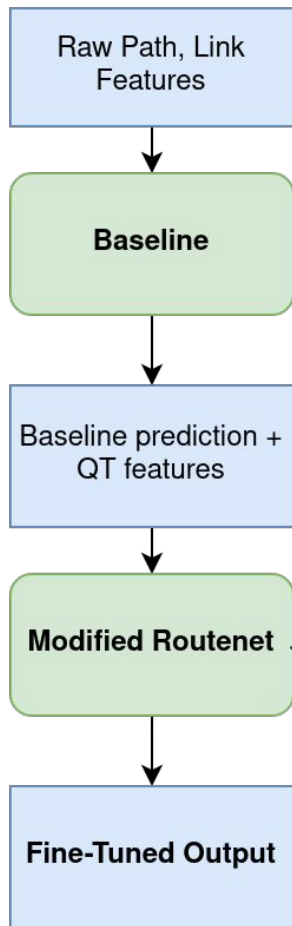 Raw Path, Link
Features
Baseline
Baseline prediction +
QT features
Modified Routenet
Fine-Tuned Output